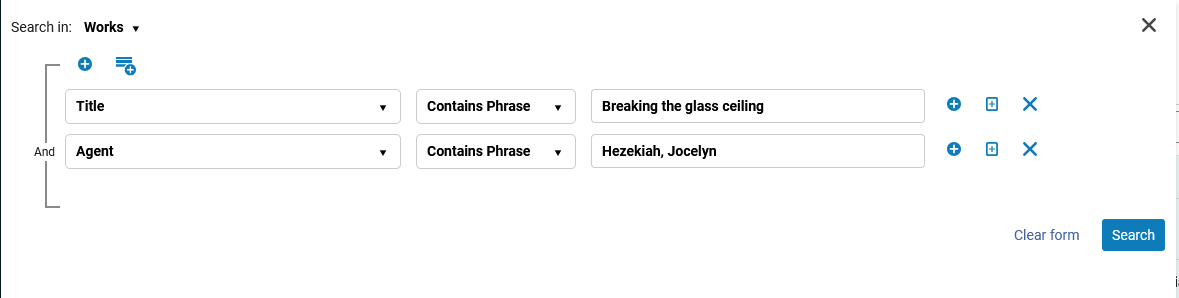 Search in: Works
Title Contains Phrase Breaking the glass ceiling
And Agent Contains Phrase Hezekiah, Jocelyn
Clear form Search